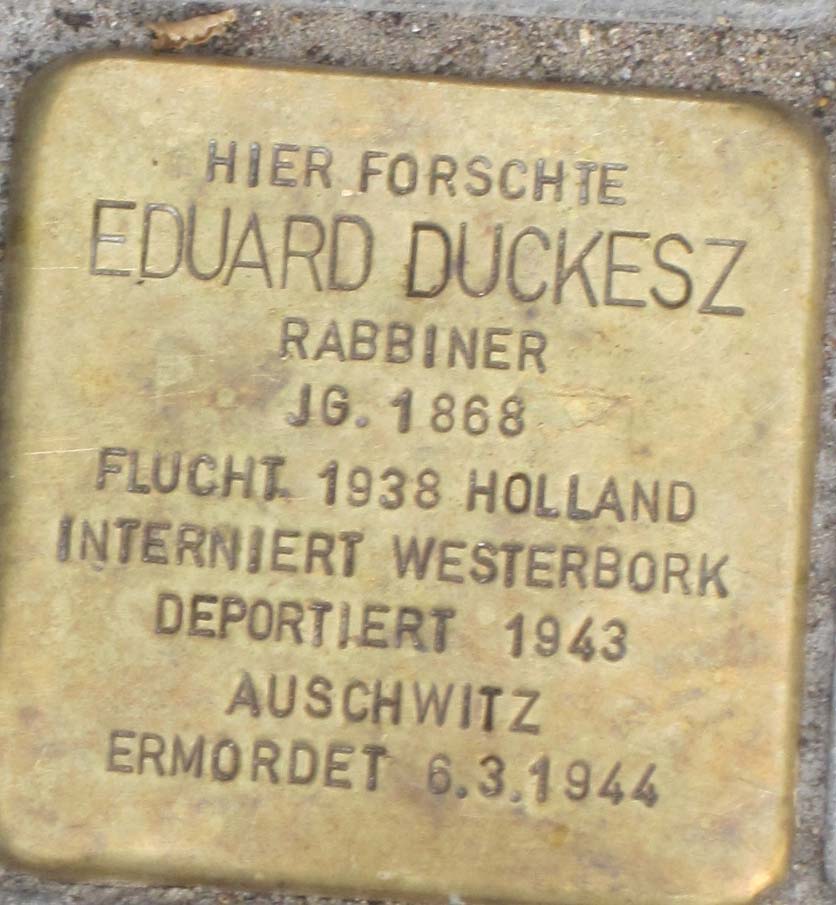 HIER FORSCHTE
EDUARD DUCKESZ
RABBINER
JG. 1868
FLUCHT 1938 HOLLAND
INTERNIERT WESTERBORK
DEPORTIERT 1943
AUSCHWITZ
ERMORDET 6.3.1944